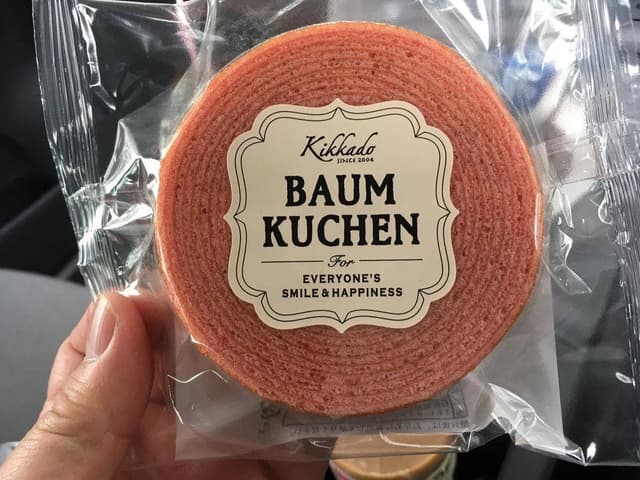 Kikkado
SINCE 2004
BAUM
KUCHEN
For
EVERYONE'S
SMILE & HAPPINESS